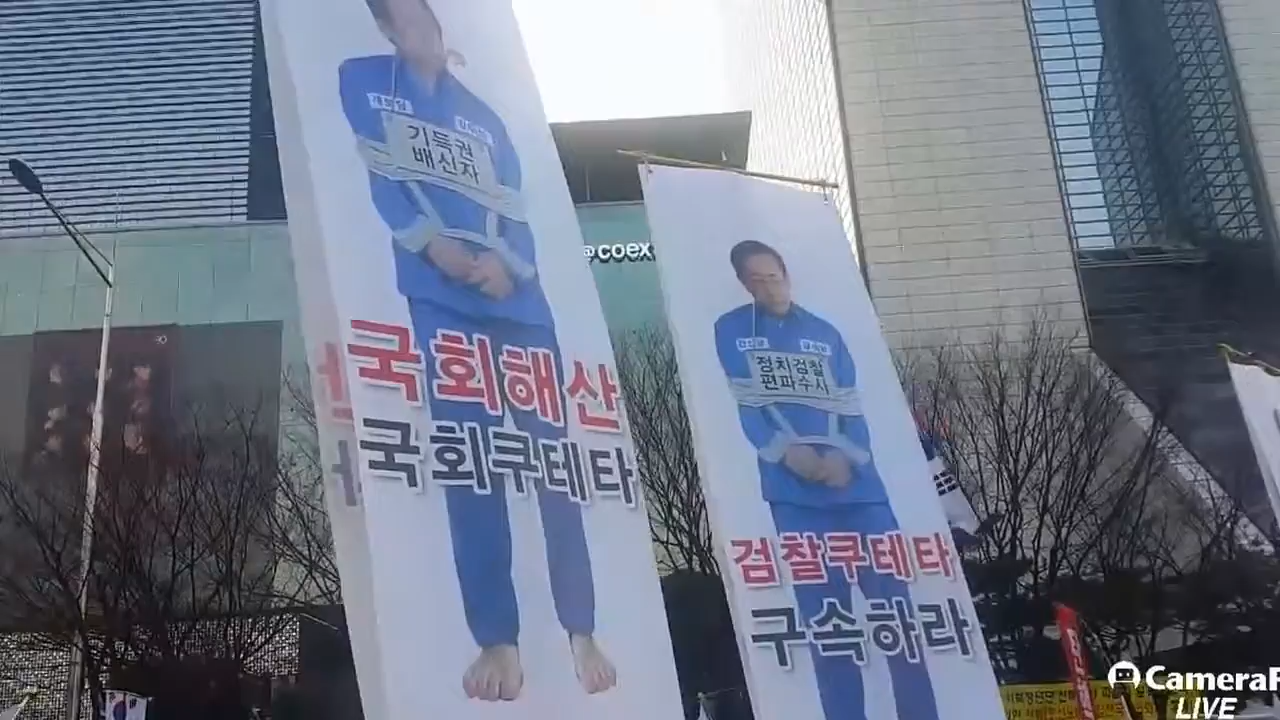 기득권
배신자
국회해산
국회쿠테타
@coex
정치검찰
편파수사
검찰쿠테타
구속하라
CameraF
LIVE